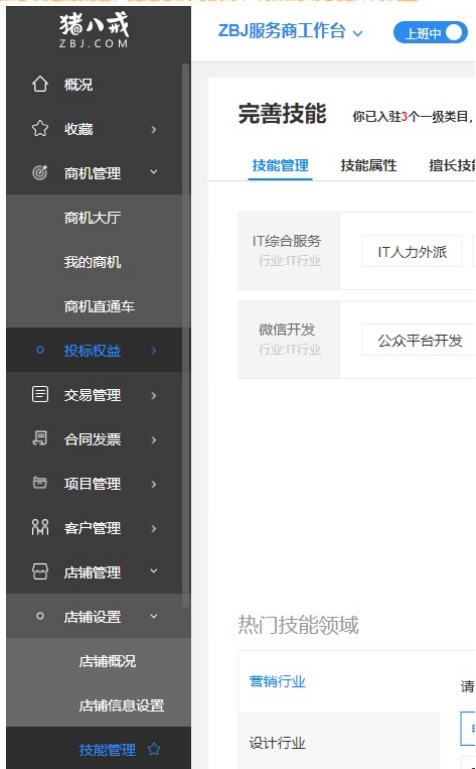 猪八戒
ZBJ.COM
ZBJ服务商工作台
上班中
概况
收藏
商机管理
商机大厅
我的商机
商机直通车
投标权益
交易管理
合同发票
项目管理
客户管理
店铺管理
店铺设置
店铺概况
店铺信息设置
技能管理
完善技能 你已入驻3个一级类目,
技能管理 技能属性 擅长技能
IT综合服务
行业:IT行业
IT人力外派
微信开发
行业:IT行业
公众平台开发
热门技能领域
营销行业
请
设计行业